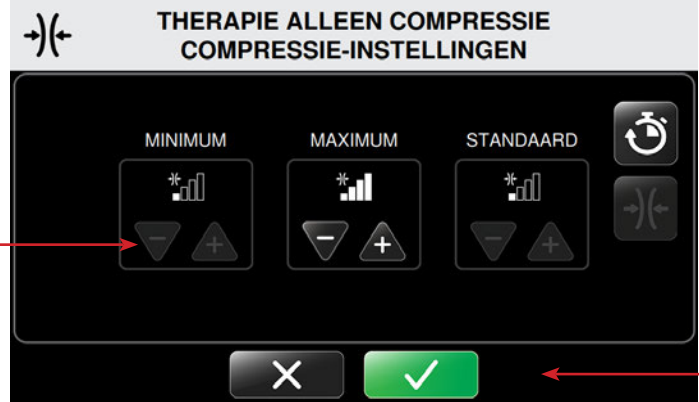 THERAPIE ALLEEN COMPRESSIE
COMPRESSIE-INSTELLINGEN
MINIMUM MAXIMUM STANDAARD